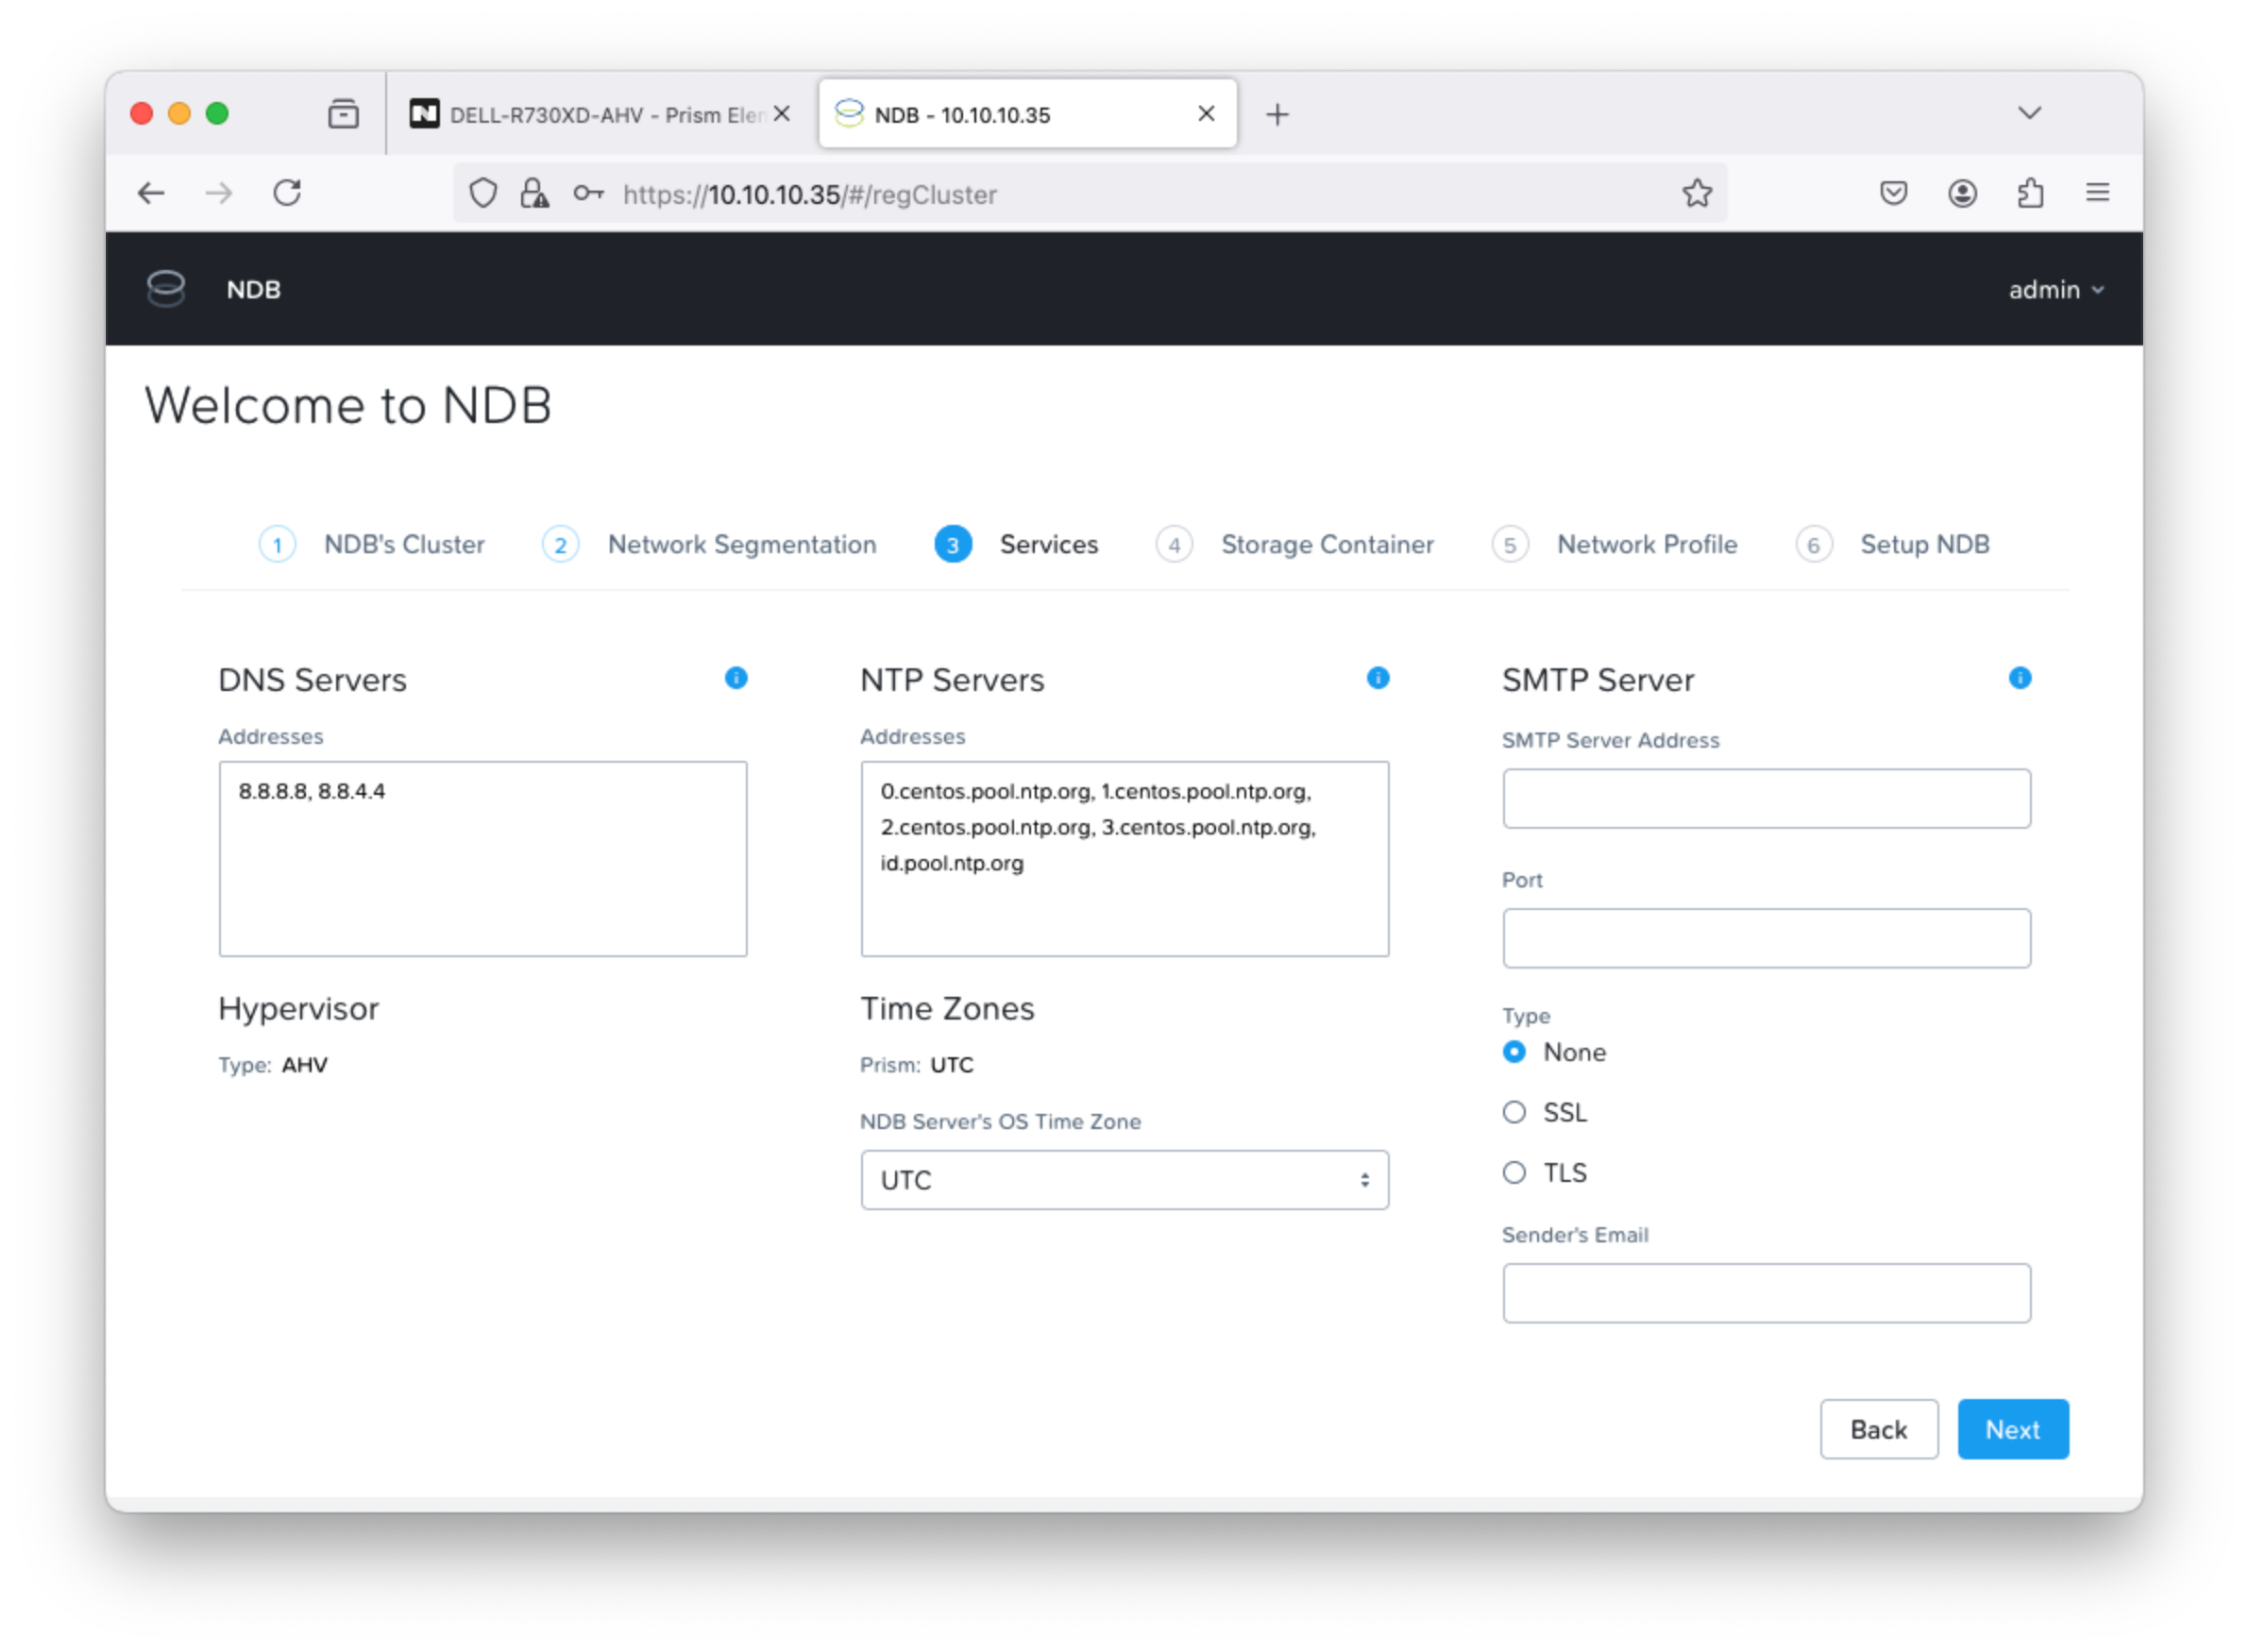 DELL-R730XD-AHV - Prism Elen
NDB - 10.10.10.35
https://10.10.10.35/#/regCluster
NDB
admin
Welcome to NDB
1 NDB's Cluster
2 Network Segmentation
3 Services
4 Storage Container
5 Network Profile
6 Setup NDB
DNS Servers
Addresses
8.8.8.8, 8.8.4.4
Hypervisor
Type: AHV
NTP Servers
Addresses
0.centos.pool.ntp.org, 1.centos.pool.ntp.org,
2.centos.pool.ntp.org, 3.centos.pool.ntp.org,
id.pool.ntp.org
Time Zones
Prism: UTC
NDB Server's OS Time Zone
UTC
SMTP Server
SMTP Server Address
Port
Type
None
SSL
TLS
Sender's Email
Back
Next